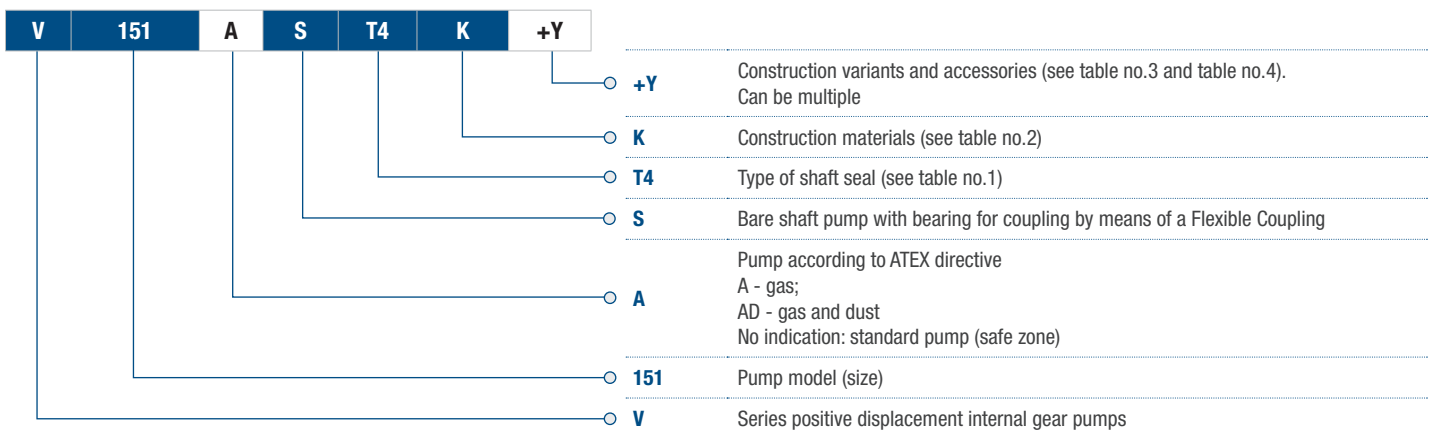 V 151 A S T4 K +Y
+Y Construction variants and accessories (see table no.3 and table no.4).
Can be multiple
K Construction materials (see table no.2)
T4 Type of shaft seal (see table no.1)
S Bare shaft pump with bearing for coupling by means of a Flexible Coupling
Pump according to ATEX directive
A - gas;
A AD - gas and dust
No indication: standard pump (safe zone)
151 Pump model (size)
V Series positive displacement internal gear pumps